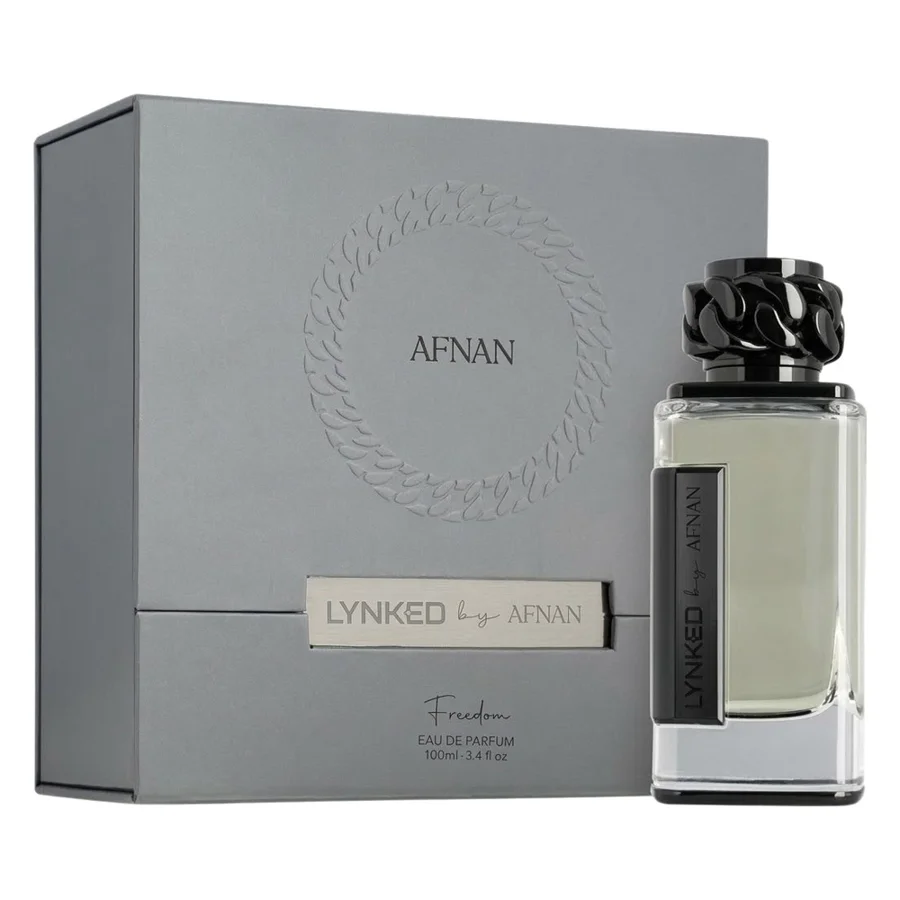 AFNAN
LYNKED by AFNAN
Freedom
EAU DE PARFUM
100ml - 3.4 fl oz
LYNKED by AFNAN